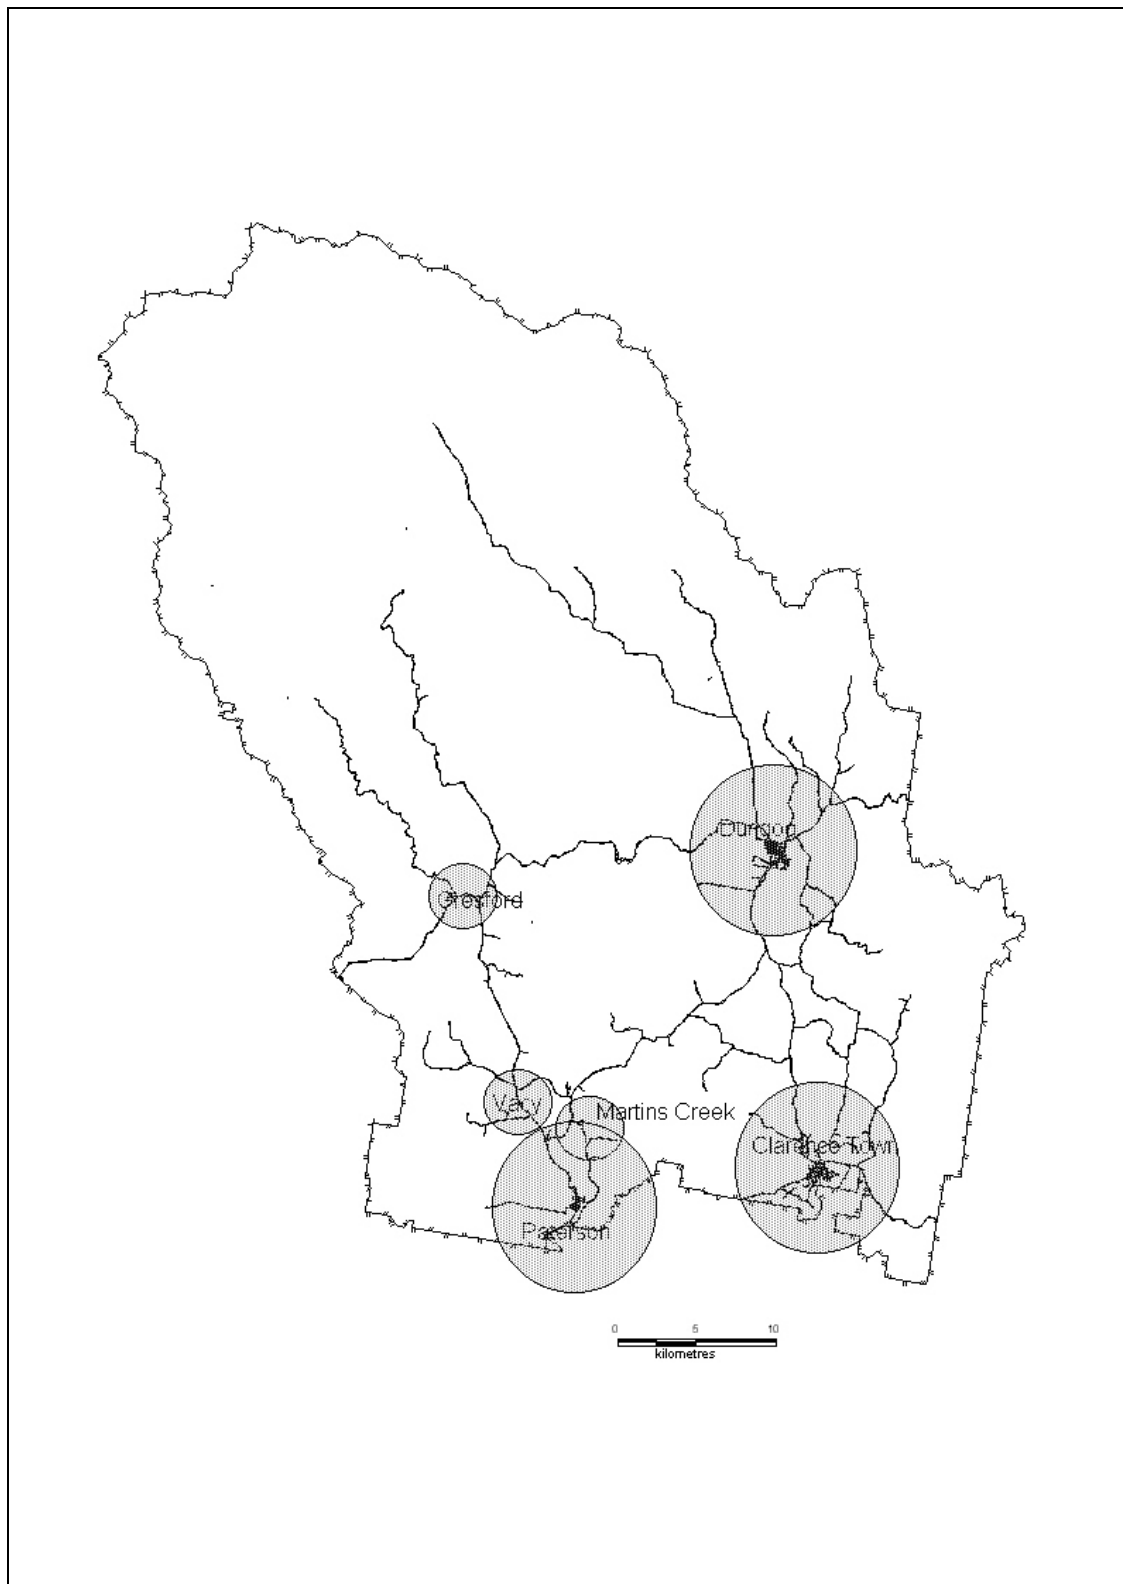 Dungog
Gresford
Vacy
Martins Creek
Clarence Town
Paterson
0 5 10
kilometres